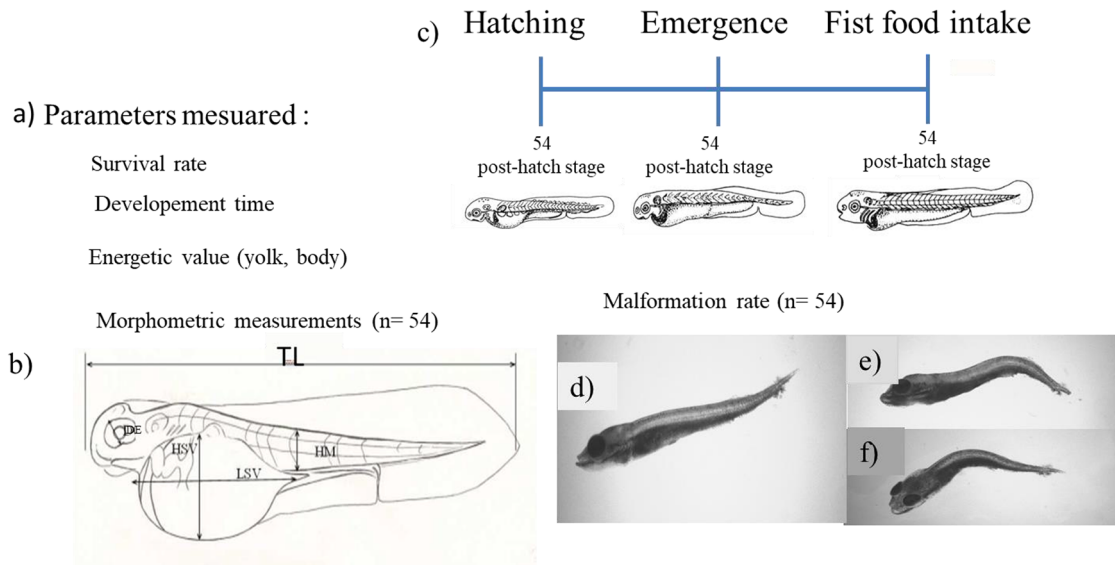 c) Hatching Emergence Fist food intake
54 54 54
post-hatch stage post-hatch stage post-hatch stage
a) Parameters mesuared :
Survival rate
Developement time
Energetic value (yolk, body)
Morphometric measurements (n= 54)
Malformation rate (n= 54)
b) TL
DE
HSV
HM
LSV
d)
e)
f)